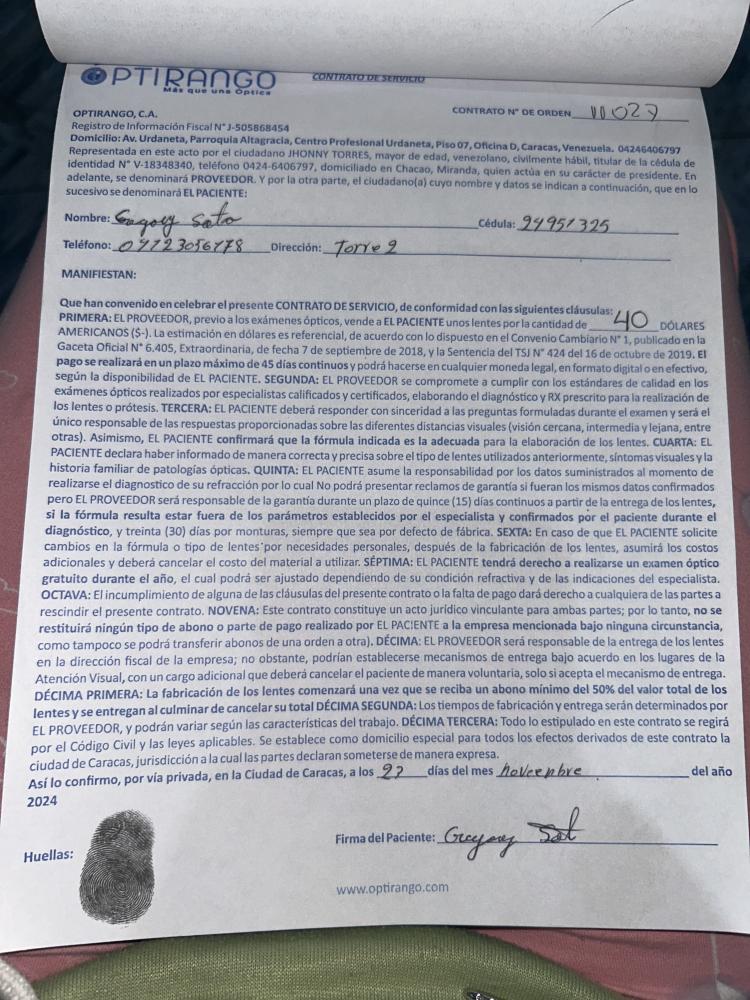 OPTIRANGO
Más que una Óptica
CONTRATO DE SERVICIO
CONTRATO N° DE ORDEN 11027
OPTIRANGO, C.A.
Registro de Información Fiscal N° J-505868454
Domicilio: Av. Urdaneta, Parroquia Altagracia, Centro Profesional Urdaneta, Piso 07, Oficina D, Caracas, Venezuela. 04246406797
Representada en este acto por el ciudadano JHONNY TORRES, mayor de edad, venezolano, civilmente hábil, titular de la cédula de
identidad N° V-18348340, teléfono 0424-6406797, domiciliado en Chacao, Miranda, quien actúa en su carácter de presidente. En
adelante, se denominará PROVEEDOR. Y por la otra parte, el ciudadano(a) cuyo nombre y datos se indican a continuación, que en lo
sucesivo se denominará EL PACIENTE:
Nombre: Gregory Soto Cédula: 24951325
Teléfono: Dirección: Torre 2
MANIFIESTAN:
Que han convenido en celebrar el presente CONTRATO DE SERVICIO, de conformidad con las siguientes cláusulas:
PRIMERA: EL PROVEEDOR, previo a los exámenes ópticos, vende a EL PACIENTE unos lentes por la cantidad de 40 DÓLARES
AMERICANOS ($-). La estimación en dólares es referencial, de acuerdo con lo dispuesto en el Convenio Cambiario N° 1, publicado en la
Gaceta Oficial N° 6.405, Extraordinaria, de fecha 7 de septiembre de 2018, y la Sentencia del TSJ N° 424 del 16 de octubre de 2019. El
pago se realizará en un plazo máximo de 45 días continuos y podrá hacerse en cualquier moneda legal, en formato digital o en efectivo,
según la disponibilidad de EL PACIENTE. SEGUNDA: EL PROVEEDOR se compromete a cumplir con los estándares de calidad en los
exámenes ópticos realizados por especialistas calificados y certificados, elaborando el diagnóstico y RX prescrito para la realización de
los lentes o prótesis. TERCERA: EL PACIENTE deberá responder con sinceridad a las preguntas formuladas durante el examen y será el
único responsable de las respuestas proporcionadas sobre las diferentes distancias visuales (visión cercana, intermedia y lejana, entre
otras). Asimismo, EL PACIENTE confirmará que la fórmula indicada es la adecuada para la elaboración de los lentes. CUARTA: EL
PACIENTE declara haber informado de manera correcta y precisa sobre el tipo de lentes utilizados anteriormente, síntomas visuales y la
historia familiar de patologías ópticas. QUINTA: EL PACIENTE asume la responsabilidad por los datos suministrados al momento de
realizarse el diagnostico de su refracción por lo cual No podrá presentar reclamos de garantía si fueran los mismos datos confirmados
pero EL PROVEEDOR será responsable de la garantía durante un plazo de quince (15) días continuos a partir de la entrega de los lentes,
si la fórmula resulta estar fuera de los parámetros establecidos por el especialista y confirmados por el paciente durante el
diagnóstico, y treinta (30) días por monturas, siempre que sea por defecto de fábrica. SEXTA: En caso de que EL PACIENTE solicite
cambios en la fórmula o tipo de lentes por necesidades personales, después de la fabricación de los lentes, asumirá los costos
adicionales y deberá cancelar el costo del material a utilizar. SÉPTIMA: EL PACIENTE tendrá derecho a realizarse un examen óptico
gratuito durante el año, el cual podrá ser ajustado dependiendo de su condición refractiva y de las indicaciones del especialista.
OCTAVA: El incumplimiento de alguna de las cláusulas del presente contrato o la falta de pago dará derecho a cualquiera de las partes a
rescindir el presente contrato. NOVENA: Este contrato constituye un acto jurídico vinculante para ambas partes; por lo tanto, no se
restituirá ningún tipo de abono o parte de pago realizado por EL PACIENTE a la empresa mencionada bajo ninguna circunstancia,
como tampoco se podrá transferir abonos de una orden a otra). DÉCIMA: EL PROVEEDOR será responsable de la entrega de los lentes
en la dirección fiscal de la empresa; no obstante, podrían establecerse mecanismos de entrega bajo acuerdo en los lugares de la
Atención Visual, con un cargo adicional que deberá cancelar el paciente de manera voluntaria, solo si acepta el mecanismo de entrega.
DÉCIMA PRIMERA: La fabricación de los lentes comenzará una vez que se reciba un abono mínimo del 50% del valor total de los
lentes y se entregan al culminar de cancelar su total DÉCIMA SEGUNDA: Los tiempos de fabricación y entrega serán determinados por
EL PROVEEDOR, y podrán variar según las características del trabajo. DÉCIMA TERCERA: Todo lo estipulado en este contrato se regirá
por el Código Civil y las leyes aplicables. Se establece como domicilio especial para todos los efectos derivados de este contrato la
ciudad de Caracas, jurisdicción a la cual las partes declaran someterse de manera expresa.
Así lo confirmo, por vía privada, en la Ciudad de Caracas, a los 27 días del mes noveenbre del año
2024
Firma del Paciente: Gregory Sot
Huellas:
www.optirango.com